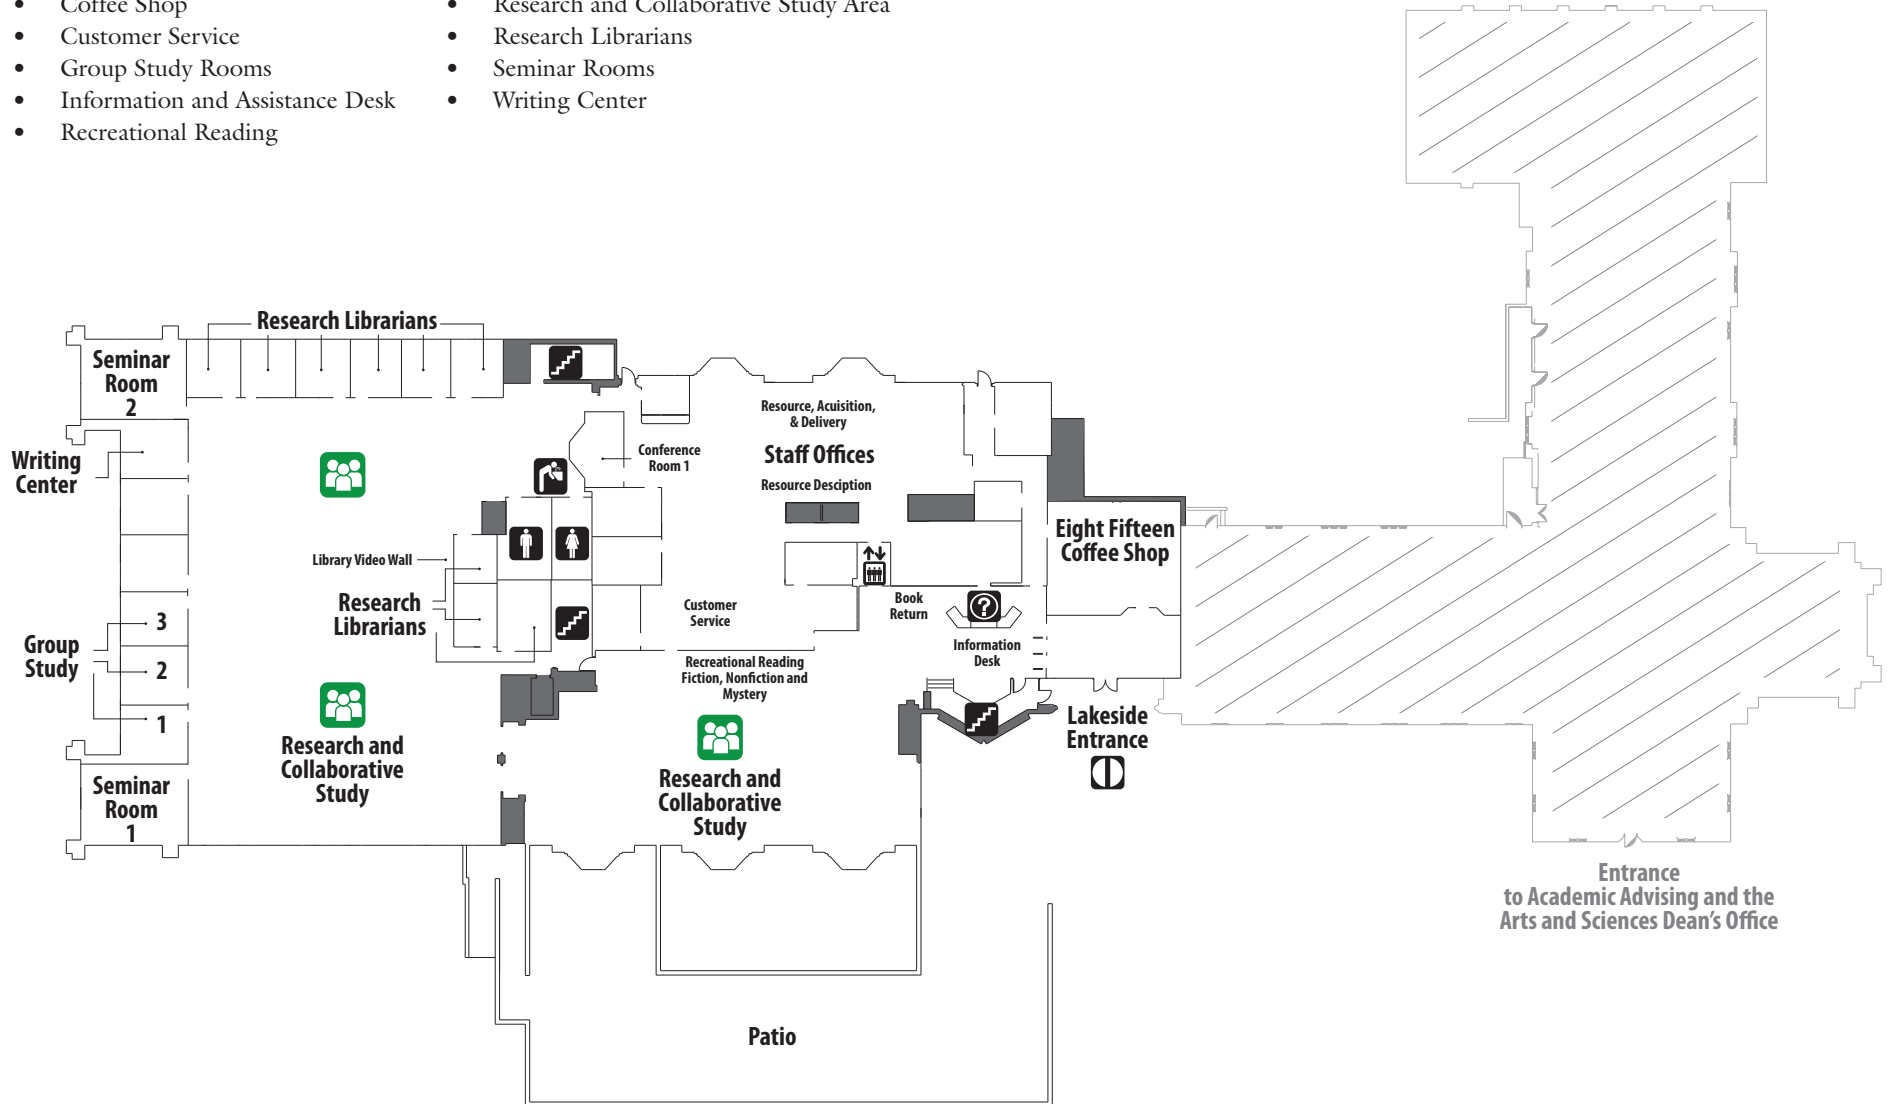 • Coffee Shop
• Customer Service
• Group Study Rooms
• Information and Assistance Desk
• Recreational Reading
• Research and Collaborative Study Area
• Research Librarians
• Seminar Rooms
• Writing Center
Research Librarians
Seminar
Room
2
Writing
Center
Resource, Acuisition,
& Delivery
Staff Offices
Resource Desciption
Conference
Room 1
Eight Fifteen
Coffee Shop
Library Video Wall
Research
Librarians
Customer
Service
Book
Return
Information
Desk
Group
Study
3
2
1
Recreational Reading
Fiction, Nonfiction and
Mystery
Research and
Collaborative
Study
Research and
Collaborative
Study
Lakeside
Entrance
Seminar
Room
1
Entrance
to Academic Advising and the
Arts and Sciences Dean's Office
Patio
?